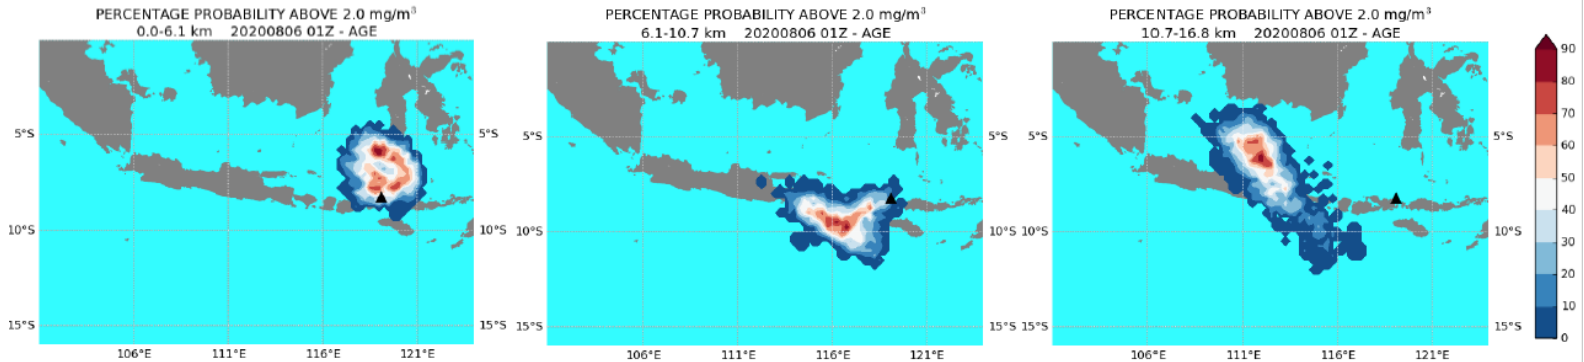 PERCENTAGE PROBABILITY ABOVE 2.0 mg/m³
0.0-6.1 km 20200806 01Z - AGE
5°S
10°S
15°S
106°E
111°E
116°E
121°E
5°S
10°S
15°S
PERCENTAGE PROBABILITY ABOVE 2.0 mg/m³
6.1-10.7 km 20200806 01Z - AGE
5°S
10°S
15°S
106°E
111°E
116°E
121°E
5°S
10°S
15°S
PERCENTAGE PROBABILITY ABOVE 2.0 mg/m³
10.7-16.8 km 20200806 01Z - AGE
5°S
10°S
15°S
106°E
111°E
116°E
121°E
5°S
10°S
15°S
90
80
70
60
50
40
30
20
10
0